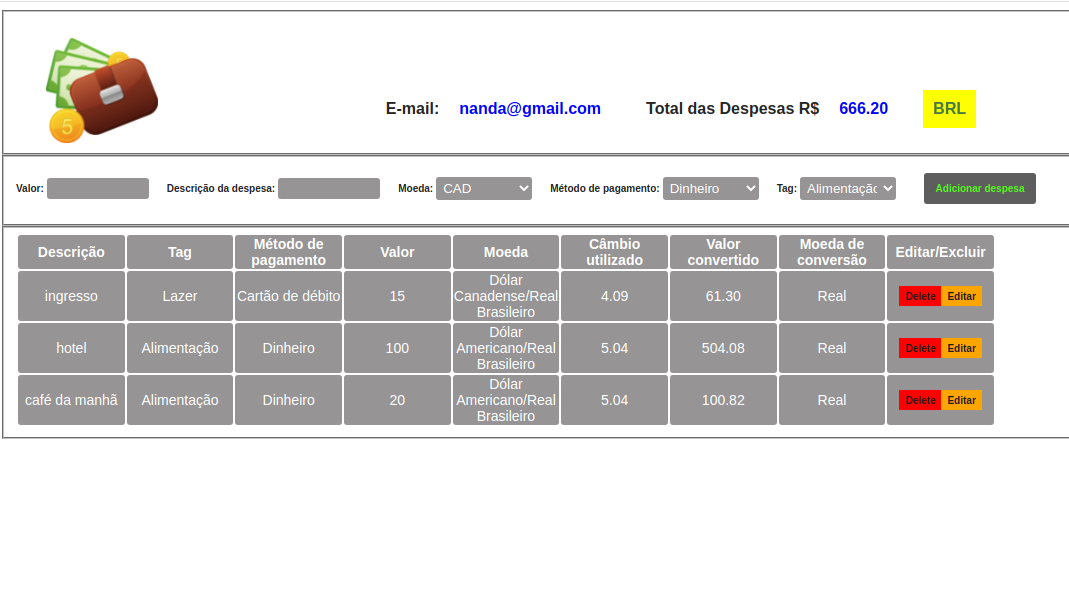 5
E-mail: nanda@gmail.com Total das Despesas R$ 666.20 BRL
Valor: Descrição da despesa: Moeda: CAD Método de pagamento: Dinheiro Tag: Alimentação Adicionar despesa
Descrição Tag Método de pagamento Valor Moeda Câmbio utilizado Valor convertido Moeda de conversão Editar/Excluir
ingresso Lazer Cartão de débito 15 Dólar Canadense/Real Brasileiro 4.09 61.30 Real Delete Editar
hotel Alimentação Dinheiro 100 Dólar Americano/Real Brasileiro 5.04 504.08 Real Delete Editar
café da manhã Alimentação Dinheiro 20 Dólar Americano/Real Brasileiro 5.04 100.82 Real Delete Editar